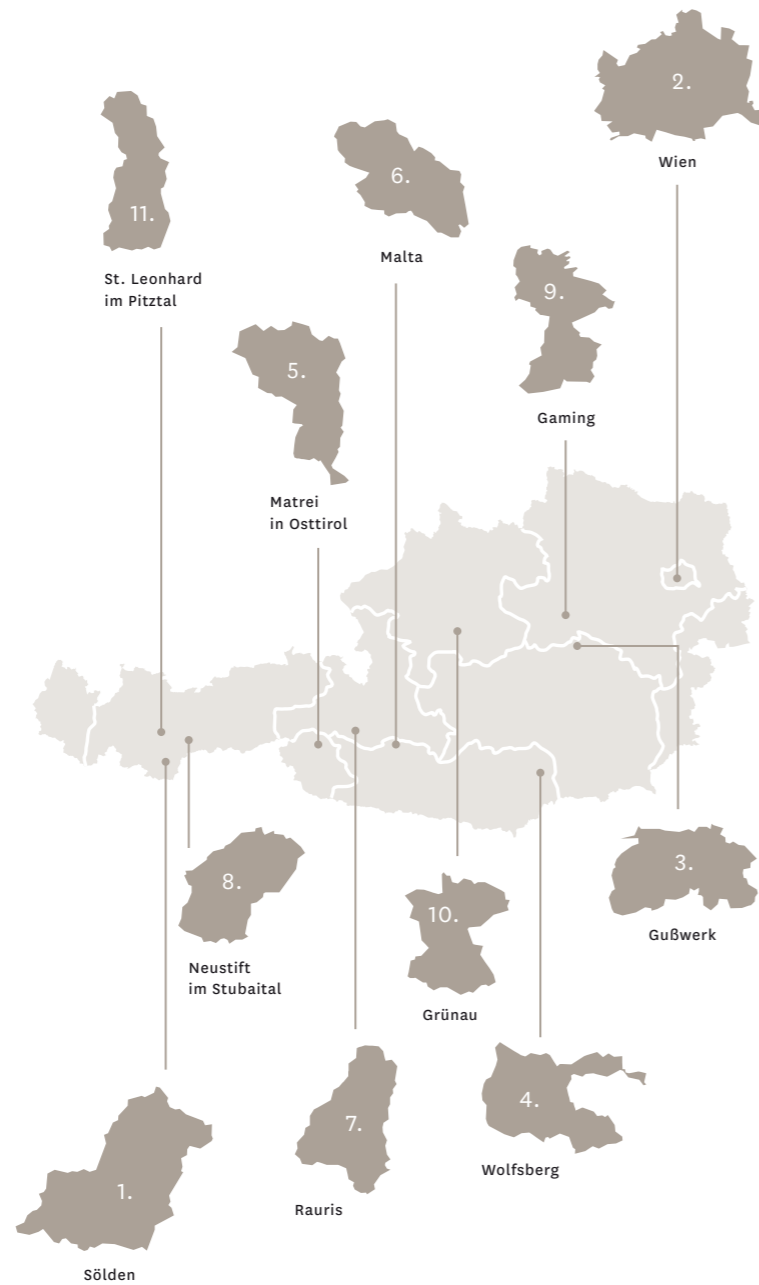 2.
Wien
11.
St. Leonhard
im Pitztal
6.
Malta
9.
Gaming
5.
Matrei
in Osttirol
8.
Neustift
im Stubaital
10.
Grünau
3.
Gußwerk
1.
Sölden
7.
Rauris
4.
Wolfsberg